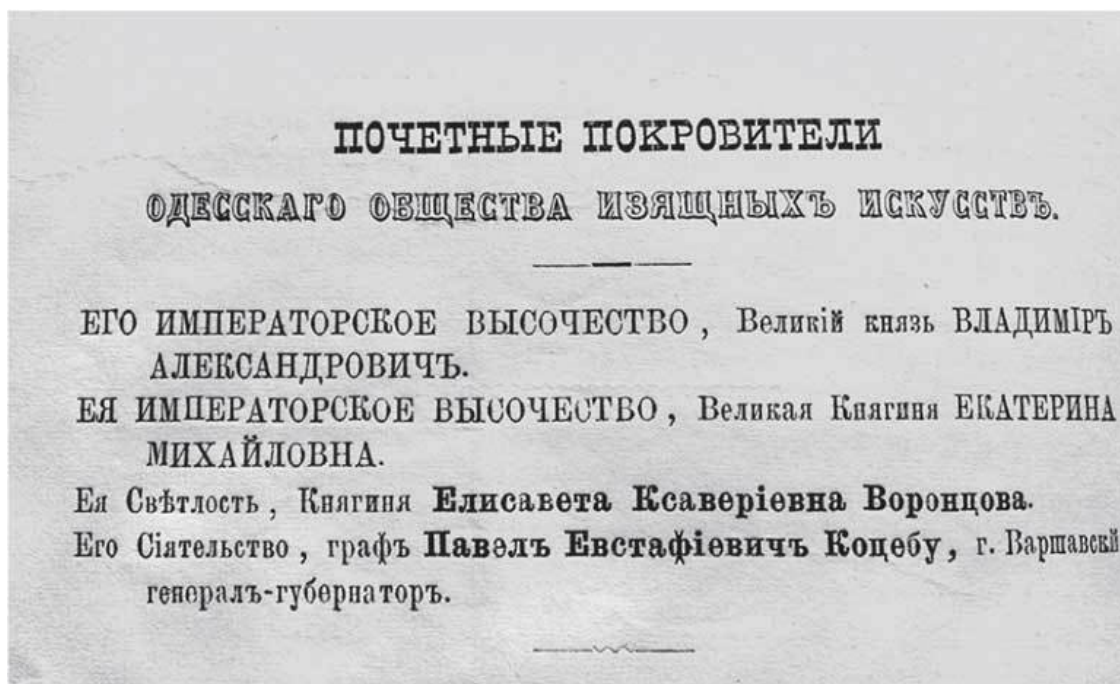 ПОЧЕТНЫЕ ПОКРОВИТЕЛИ
ОДЕССКАГО ОБЩЕСТВА ИЗЯЩНЫХЪ ИСКУССТВЪ.
ЕГО ИМПЕРАТОРСКОЕ ВЫСОЧЕСТВО, Великій князь ВЛАДИМІРЪ
АЛЕКСАНДРОВИЧЪ.
ЕЯ ИМПЕРАТОРСКОЕ ВЫСОЧЕСТВО, Великая Княгиня ЕКАТЕРИНА
МИХАЙЛОВНА.
Ея Свѣтлость, Княгиня Елисавета Ксаверіевна Воронцова.
Его Сіятельство, графъ Павелъ Евстафіевичъ Коцебу, г. Варшавскій
генералъ-губернаторъ.